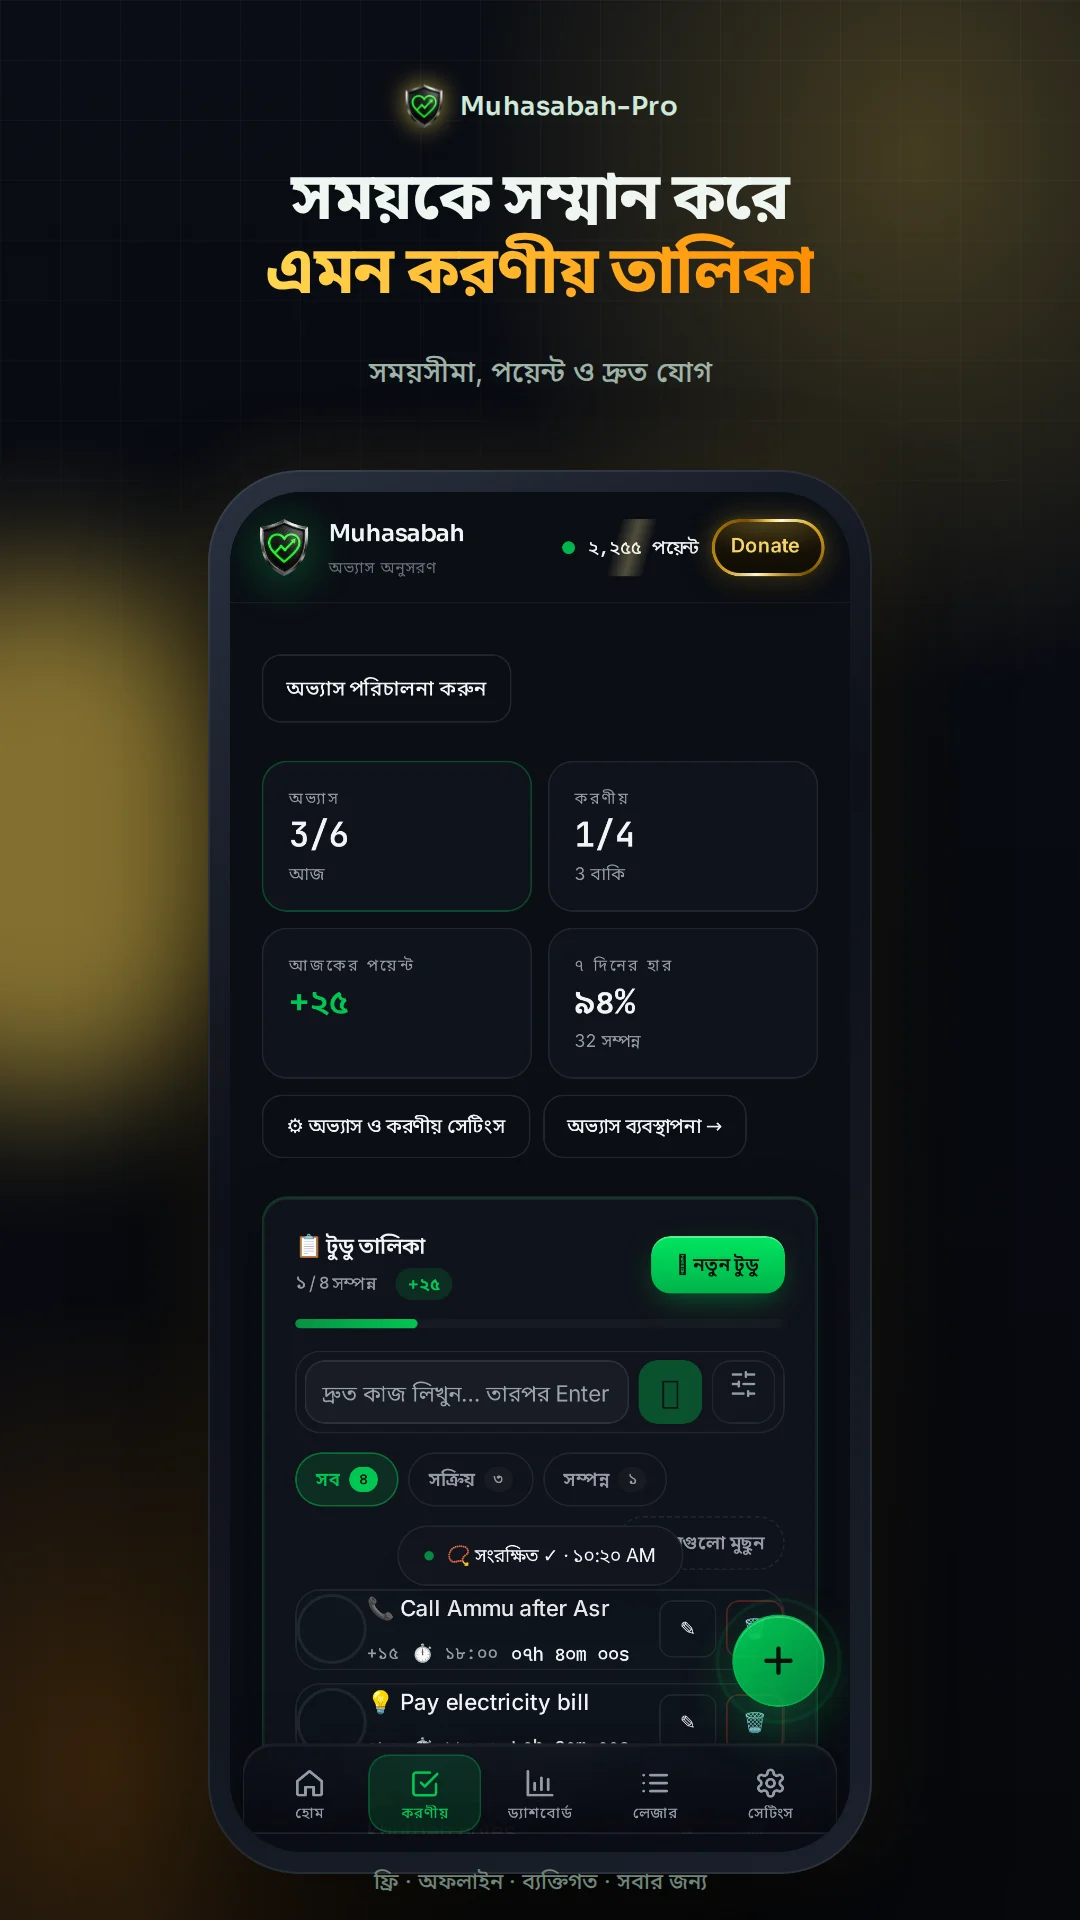 Muhasabah-Pro
সময়কে সম্মান করে
এমন করণীয় তালিকা
সময়সীমা, পয়েন্ট ও দ্রুত যোগ
Muhasabah
অভ্যাস অনুসরণ
২,২৫৫ পয়েন্ট
Donate
অভ্যাস পরিচালনা করুন
অভ্যাস
3/6
আজ
করণীয়
1/4
3 বাকি
আজকের পয়েন্ট
+২৫
৭ দিনের হার
৯৪%
32 সম্পন্ন
⚙ অভ্যাস ও করণীয় সেটিংস
অভ্যাস ব্যবস্থাপনা →
📋 টুডু তালিকা
১/৪ সম্পন্ন +২৫
নতুন টুডু
দ্রুত কাজ লিখুন... তারপর Enter
সব ৪
সক্রিয় ৩
সম্পন্ন ১
মুছুন
📿 সংরক্ষিত ✓ · ১০:২০ AM
📞 Call Ammu after Asr
+১৫ ⏱ ১৮:০০ ০৭h ৪০m ০০s
💡 Pay electricity bill
হোম
করণীয়
ড্যাশবোর্ড
লেজার
সেটিংস
ফ্রি · অফলাইন · ব্যক্তিগত · সবার জন্য